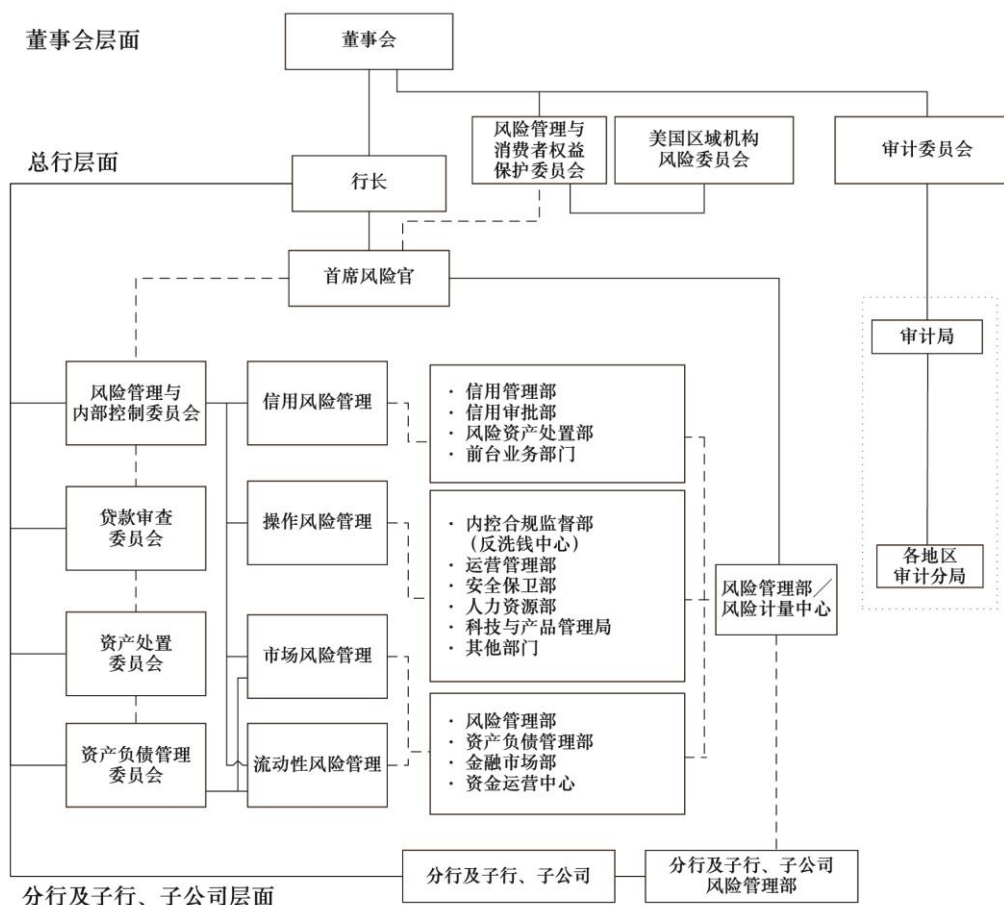 董事会层面
董事会
风险管理与
消费者权益
保护委员会
美国区域机构
风险委员会
审计委员会
总行层面
行长
首席风险官
审计局
各地区
审计分局
风险管理与
内部控制委员会
信用风险管理
· 信用管理部
· 信用审批部
· 风险资产处置部
· 前台业务部门
贷款审查
委员会
操作风险管理
· 内控合规监督部
（反洗钱中心）
· 运营管理部
· 安全保卫部
· 人力资源部
· 科技与产品管理局
· 其他部门
风险管理部／
风险计量中心
资产处置
委员会
市场风险管理
资产负债管理
委员会
流动性风险管理
· 风险管理部
· 资产负债管理部
· 金融市场部
· 资金运营中心
分行及子行、子公司层面
分行及子行、子公司
分行及子行、子公司
风险管理部